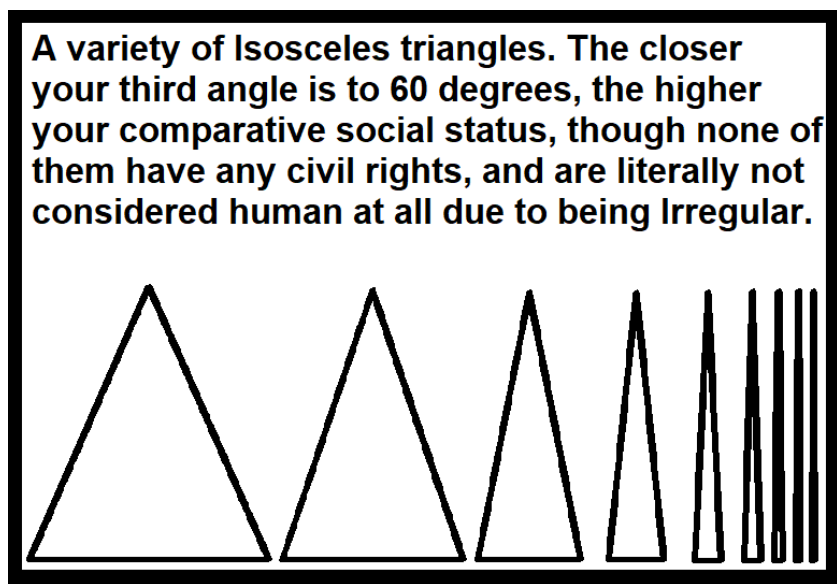 A variety of Isosceles triangles. The closer
your third angle is to 60 degrees, the higher
your comparative social status, though none of
them have any civil rights, and are literally not
considered human at all due to being Irregular.